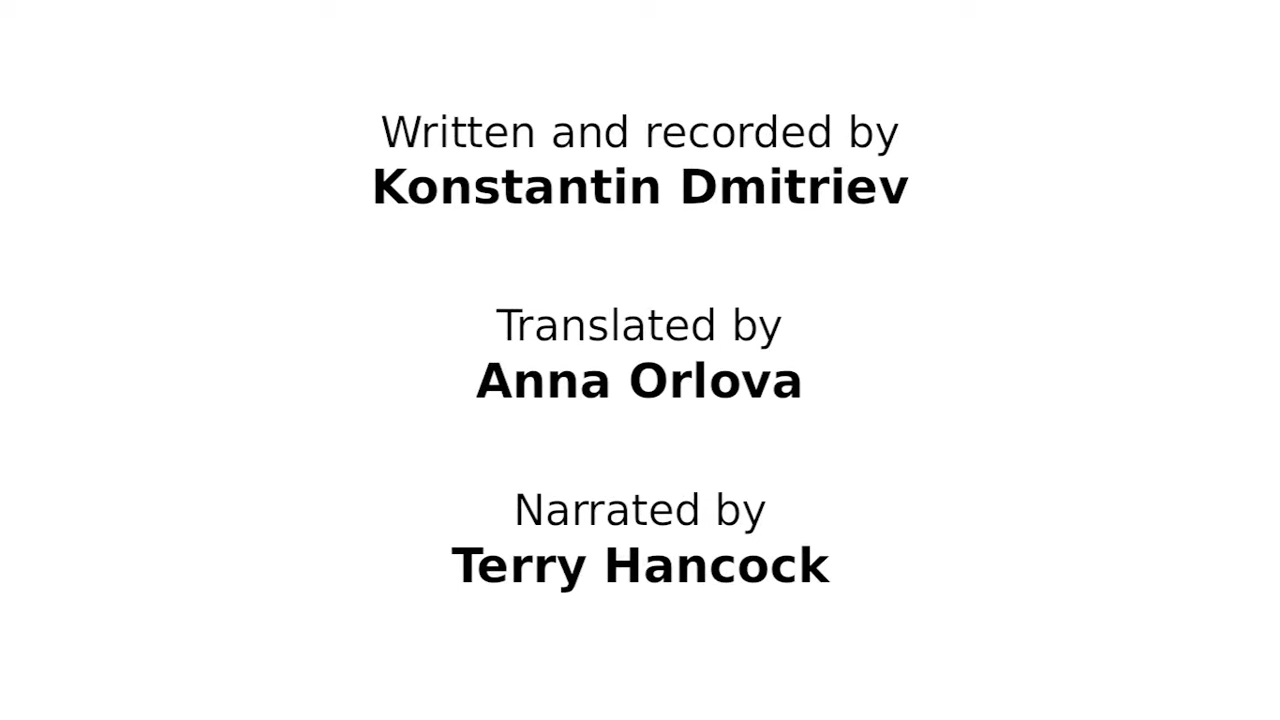 Written and recorded by
Konstantin Dmitriev
Translated by
Anna Orlova
Narrated by
Terry Hancock